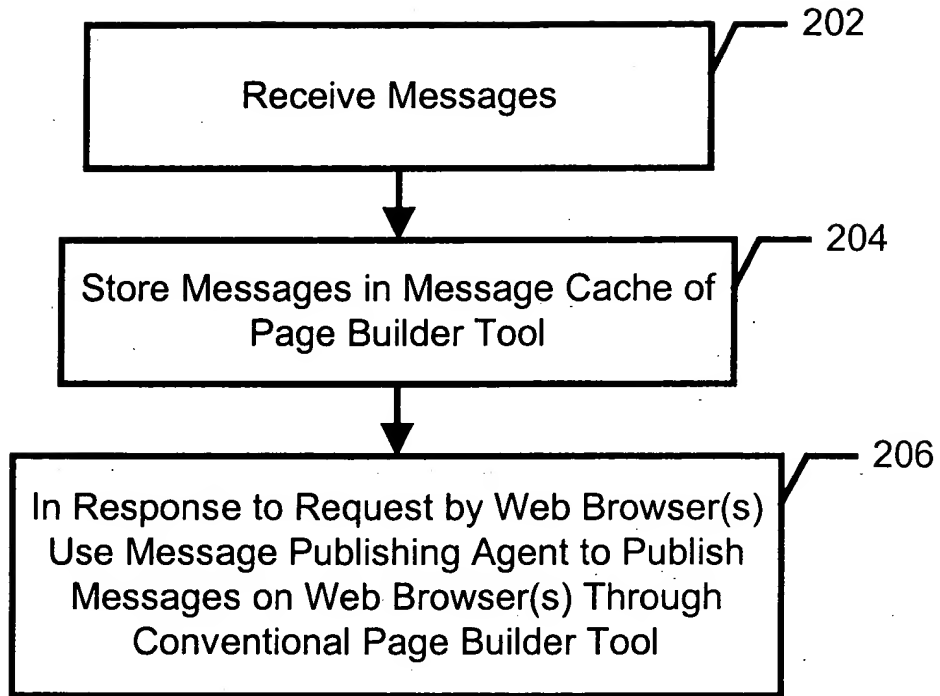 202
Receive Messages
204
Store Messages in Message Cache of
Page Builder Tool
206
In Response to Request by Web Browser(s)
Use Message Publishing Agent to Publish
Messages on Web Browser(s) Through
Conventional Page Builder Tool